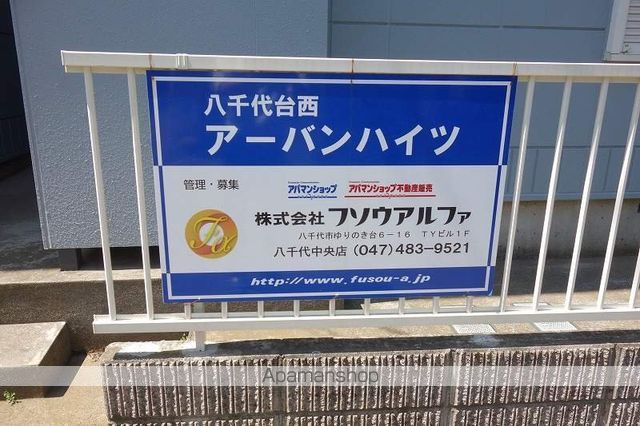 八千代台西
アーバンハイツ
管理・募集
アパマンショップ アパマンショップ不動産販売
株式会社 フソウアルファ
八千代市ゆりのき台6－16 TYビル1F
八千代中央店 (047)483－9521
http://www.fusou-a.jp
Apamanshop